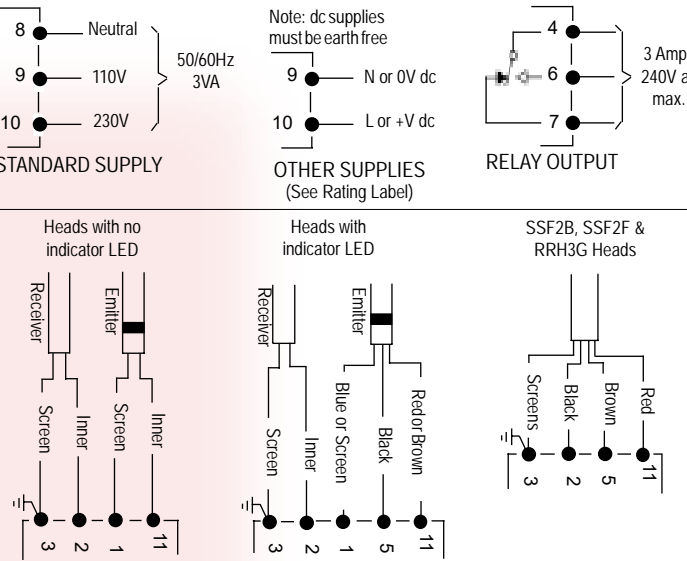 8 Neutral
9 110V
10 230V
50/60Hz
3VA
STANDARD SUPPLY
Note: dc supplies
must be earth free
9 N or 0V dc
10 L or +V dc
OTHER SUPPLIES
(See Rating Label)
4
6
7
3 Amp
240V a
max.
RELAY OUTPUT
Heads with no
indicator LED
Receiver
Emitter
Screen
Inner
Screen
Inner
3 2 1 11
Heads with
indicator LED
Receiver
Emitter
Screen
Inner
Blue or Screen
Black
Red or Brown
3 2 1 5 11
SSF2B, SSF2F &
RRH3G Heads
Screens
Black
Brown
Red
3 2 5 11